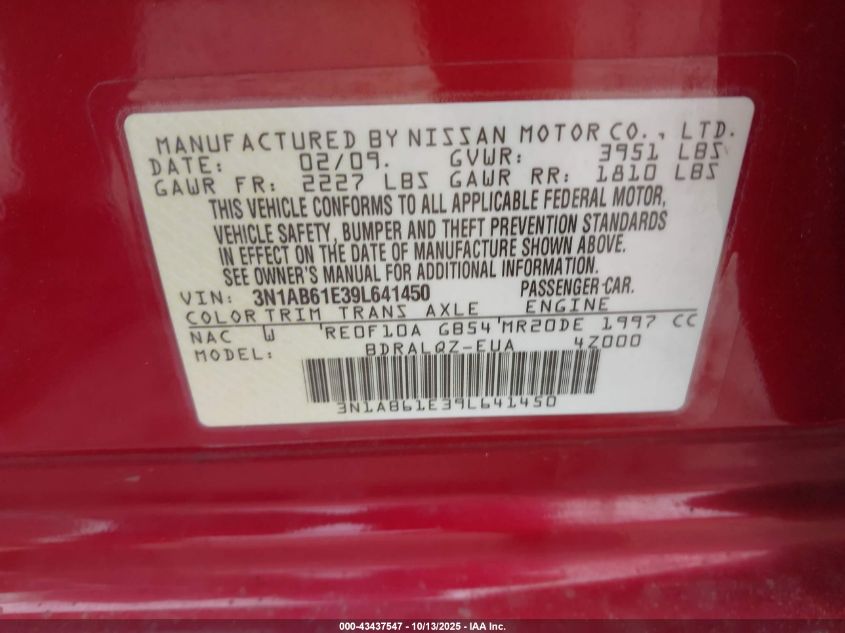 MANUFACTURED BY NISSAN MOTOR CO., LTD.
DATE: 02/09. GVWR: 3951 LBS
GAWR FR: 2227 LBS GAWR RR: 1810 LBS
THIS VEHICLE CONFORMS TO ALL APPLICABLE FEDERAL MOTOR,
VEHICLE SAFETY, BUMPER AND THEFT PREVENTION STANDARDS
IN EFFECT ON THE DATE OF MANUFACTURE SHOWN ABOVE.
SEE OWNER'S MANUAL FOR ADDITIONAL INFORMATION.
VIN: 3N1AB61E39L641450 PASSENGER CAR.
COLOR TRIM TRANS AXLE ENGINE
NAC W RE0F10A GB54 MR20DE 1997 CC
MODEL: BDRALQZ-EUA 4Z000
3N1AB61E39L641450
000-43437547 | 10/13/2025 | IAA Inc.